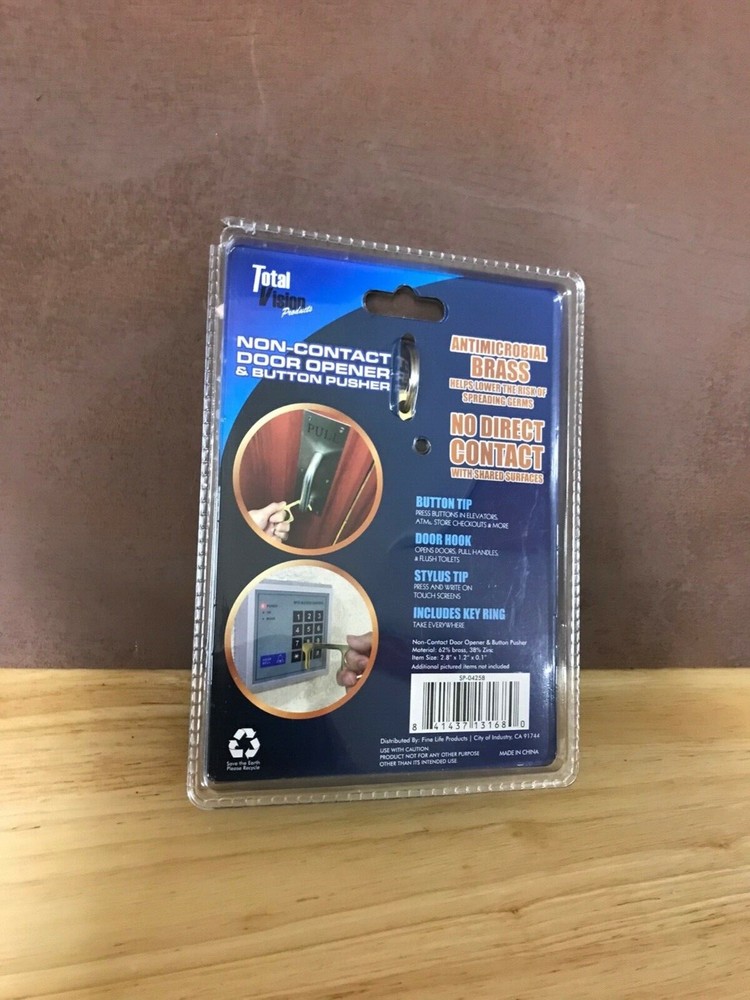 Total
Vision
Products
NON-CONTACT
DOOR OPENER
& BUTTON PUSHER
ANTIMICROBIAL
BRASS
HELPS LOWER THE RISK OF
SPREADING GERMS
NO DIRECT
CONTACT
WITH SHARED SURFACES
PULL
BUTTON TIP
PRESS BUTTONS IN ELEVATORS,
ATMs, STORE CHECKOUTS & MORE
DOOR HOOK
OPENS DOORS, PULL HANDLES,
& FLUSH TOILETS
STYLUS TIP
PRESS AND WRITE ON
TOUCH SCREENS
INCLUDES KEY RING
TAKE EVERYWHERE
Non-Contact Door Opener & Button Pusher
Material: 62% brass, 38% Zinc
Item Size: 2.8" x 1.2" x 0.1"
Additional pictured items not included
SP-0425B
8 41437 13168 0
Distributed By: Fine Life Products | City of Industry, CA 91744
USE WITH CAUTION
PRODUCT NOT FOR ANY OTHER PURPOSE
OTHER THAN ITS INTENDED USE
MADE IN CHINA
Save the Earth
Please Recycle